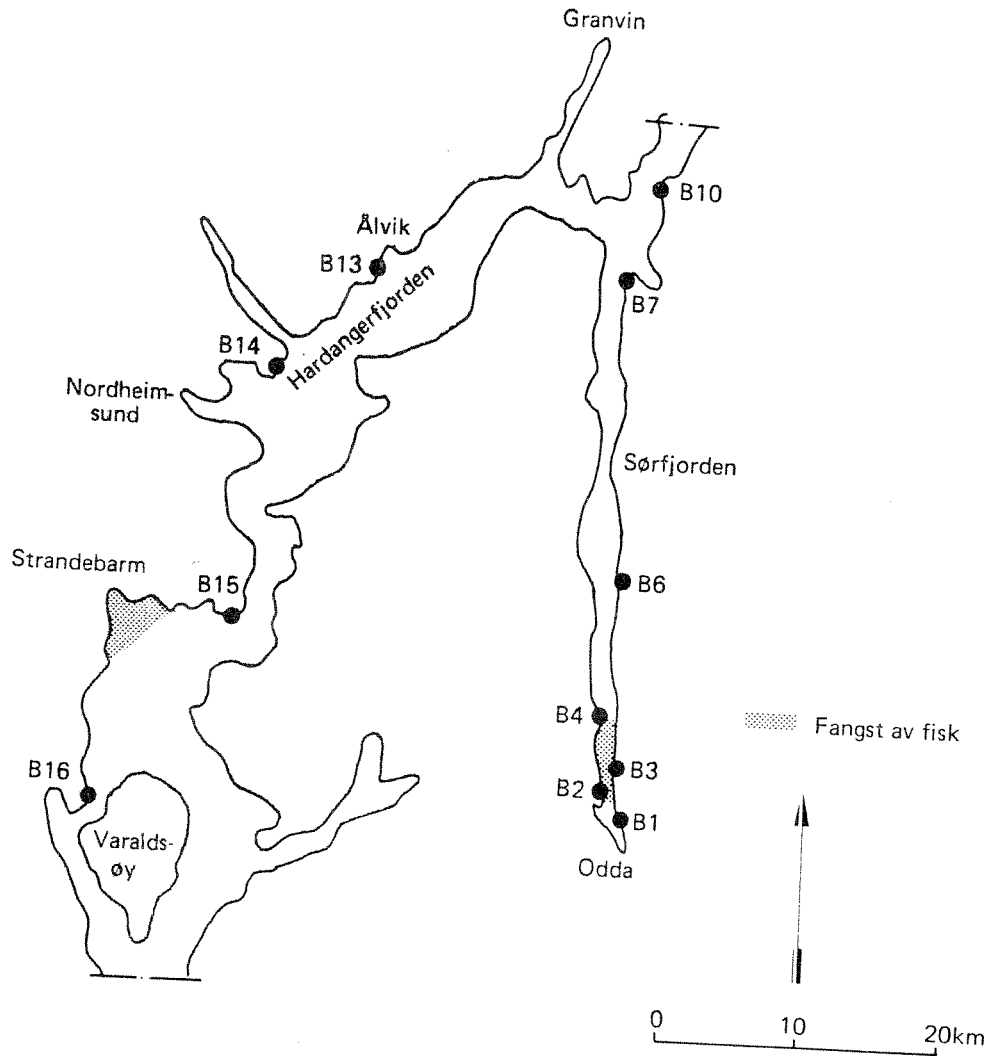 Granvin
B10
Ålvik
B13
Hardangerfjorden
B7
B14
Nordheim-
sund
Sørfjorden
Strandebarm
B15
B6
B4
Fangst av fisk
B16
B3
B2
Varalds-
øy
B1
Odda
0 10 20km